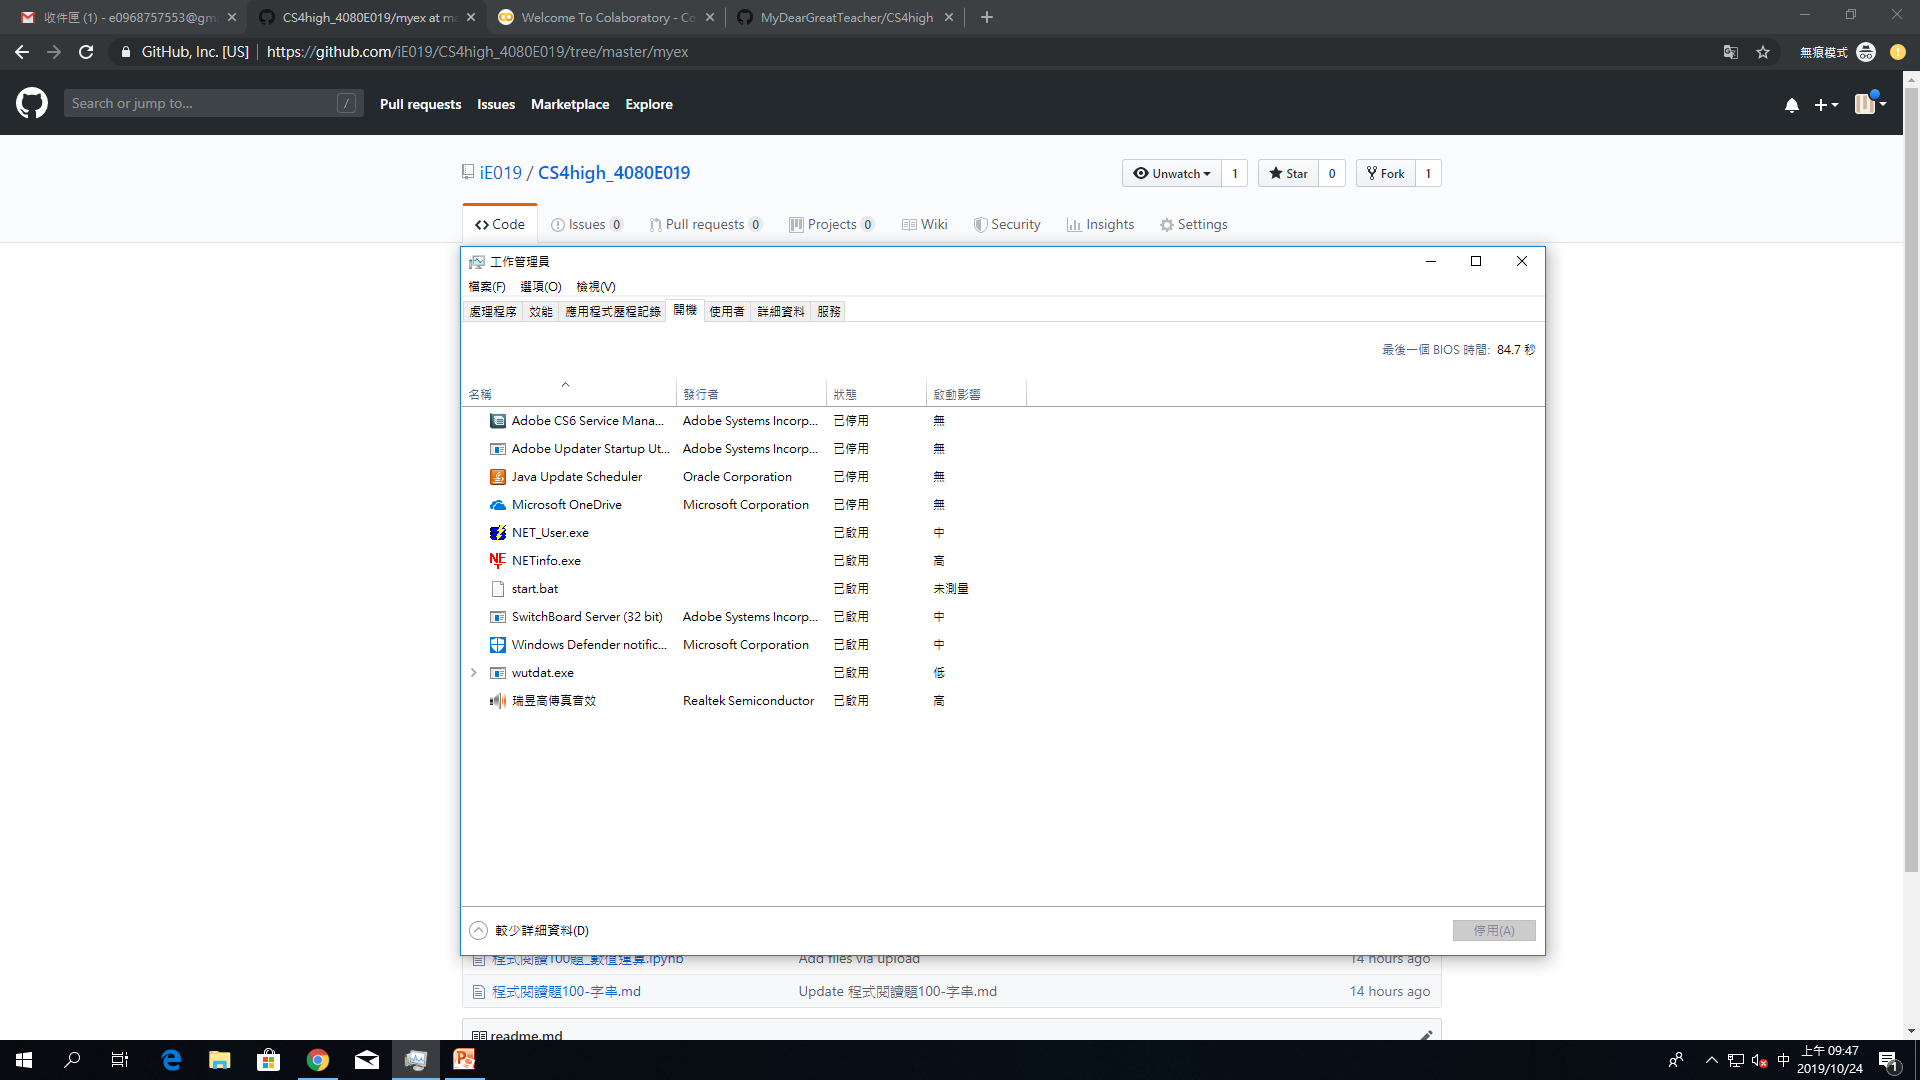 收件匣 (1) - e0968757553@gm
CS4high_4080E019/myex at ma
Welcome To Colaboratory - Co
MyDearGreatTeacher/CS4high
GitHub, Inc. [US]
https://github.com/iE019/CS4high_4080E019/tree/master/myex
無痕模式
Search or jump to...
/
Pull requests
Issues
Marketplace
Explore
iE019 / CS4high_4080E019
Unwatch 1
Star 0
Fork 1
Code
Issues 0
Pull requests 0
Projects 0
Wiki
Security
Insights
Settings
工作管理員
檔案(F) 選項(O) 檢視(V)
處理程序 效能 應用程式歷程記錄 開機 使用者 詳細資料 服務
最後一個 BIOS 時間: 84.7 秒
名稱 發行者 狀態 啟動影響
Adobe CS6 Service Mana... Adobe Systems Incorp... 已停用 無
Adobe Updater Startup Ut... Adobe Systems Incorp... 已停用 無
Java Update Scheduler Oracle Corporation 已停用 無
Microsoft OneDrive Microsoft Corporation 已停用 無
NET_User.exe 已啟用 中
NETinfo.exe 已啟用 高
start.bat 已啟用 未測量
SwitchBoard Server (32 bit) Adobe Systems Incorp... 已啟用 中
Windows Defender notific... Microsoft Corporation 已啟用 中
wutdat.exe 已啟用 低
瑞昱高傳真音效 Realtek Semiconductor 已啟用 高
較少詳細資料(D)
停用(A)
程式閱讀100題_數值運算.ipynb Add files via upload 14 hours ago
程式閱讀題100-字串.md Update 程式閱讀題100-字串.md 14 hours ago
readme.md
中
上午 09:47
2019/10/24
1